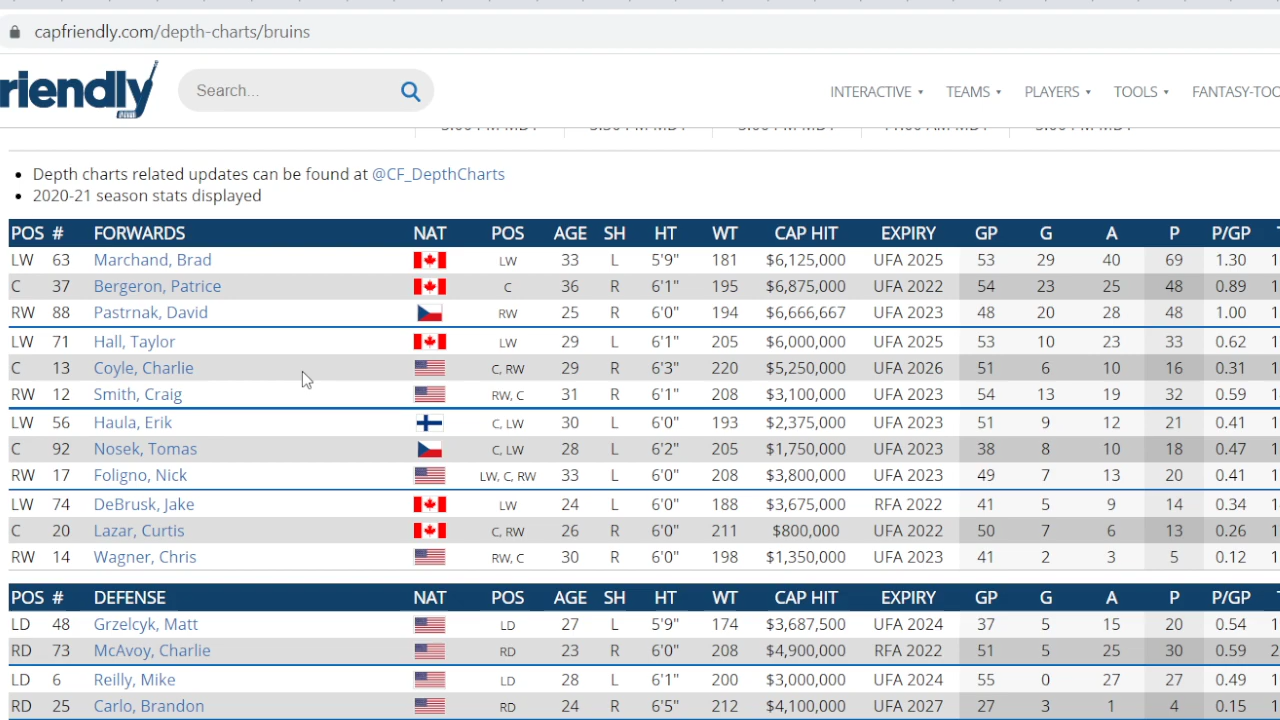 capfriendly.com/depth-charts/bruins
riendly Search... INTERACTIVE ▾ TEAMS ▾ PLAYERS ▾ TOOLS ▾ FANTASY-TOO
• Depth charts related updates can be found at @CF_DepthCharts
• 2020-21 season stats displayed
POS # FORWARDS NAT POS AGE SH HT WT CAP HIT EXPIRY GP G A P P/GP
LW 63 Marchand, Brad LW 33 L 5'9" 181 $6,125,000 UFA 2025 53 29 40 69 1.30
C 37 Bergeron, Patrice C 36 R 6'1" 195 $6,875,000 UFA 2022 54 23 25 48 0.89
RW 88 Pastrnak, David RW 25 R 6'0" 194 $6,666,667 UFA 2023 48 20 28 48 1.00
LW 71 Hall, Taylor LW 29 L 6'1" 205 $6,000,000 UFA 2025 53 10 23 33 0.62
C 13 Coyle, Charlie C, RW 29 R 6'3" 220 $5,250,000 UFA 2026 51 6 10 16 0.31
RW 12 Smith, Craig RW, C 31 R 6'1" 208 $3,100,000 UFA 2023 54 13 19 32 0.59
LW 56 Haula, Erik C, LW 30 L 6'0" 193 $2,375,000 UFA 2023 51 9 12 21 0.41
C 92 Nosek, Tomas C, LW 28 L 6'2" 205 $1,750,000 UFA 2023 38 8 10 18 0.47
RW 17 Foligno, Nick LW, C, RW 33 L 6'0" 208 $3,800,000 UFA 2023 49 7 13 20 0.41
LW 74 DeBrusk, Jake LW 24 L 6'0" 188 $3,675,000 RFA 2022 41 5 9 14 0.34
C 20 Lazar, Curtis C, RW 26 R 6'0" 211 $800,000 UFA 2022 50 7 6 13 0.26
RW 14 Wagner, Chris RW, C 30 R 6'0" 198 $1,350,000 UFA 2023 41 2 3 5 0.12
POS # DEFENSE NAT POS AGE SH HT WT CAP HIT EXPIRY GP G A P P/GP
LD 48 Grzelcyk, Matt LD 27 L 5'9" 174 $3,687,500 UFA 2024 37 5 15 20 0.54
RD 73 McAvoy, Charlie RD 23 R 6'0" 208 $4,900,000 RFA 2022 51 5 25 30 0.59
LD 6 Reilly, Mike LD 28 L 6'1" 200 $3,000,000 UFA 2024 55 0 27 27 0.49
RD 25 Carlo, Brandon RD 24 R 6'5" 212 $4,100,000 UFA 2027 27 3 1 4 0.15